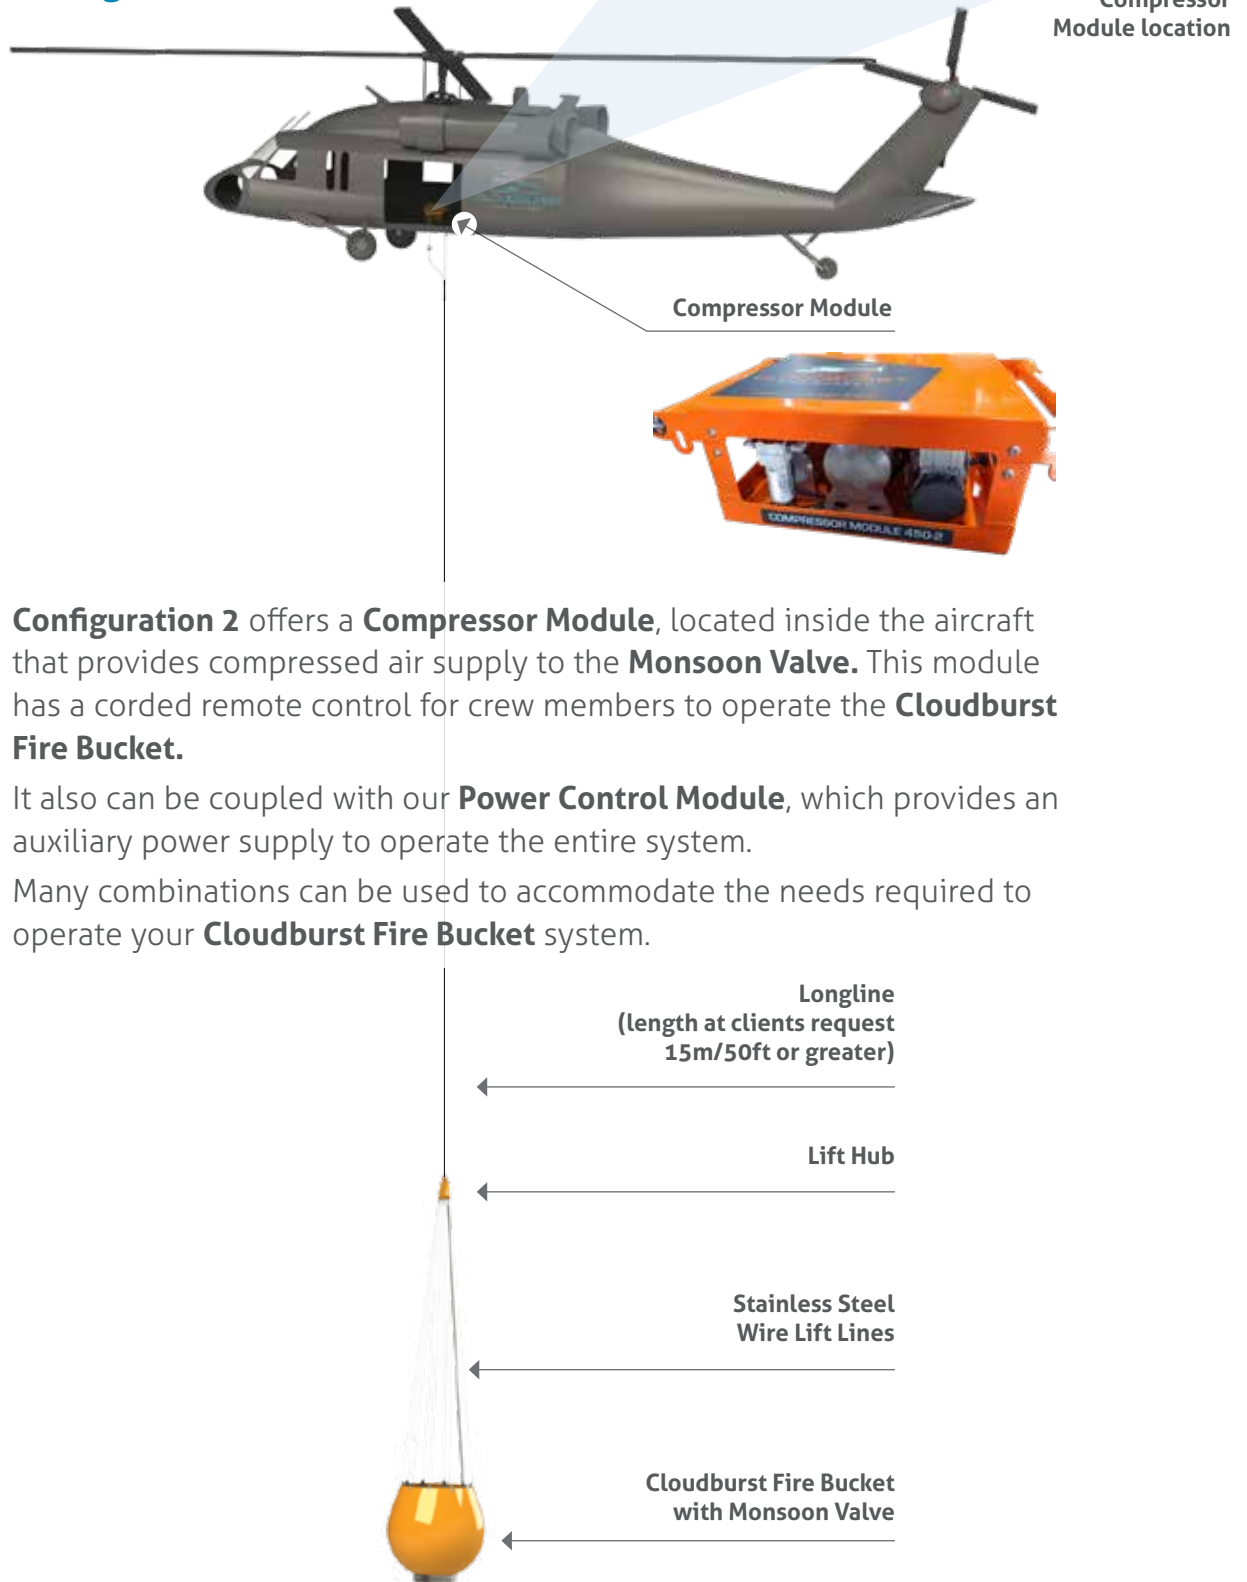 Compressor
Module location
Compressor Module
COMPRESSOR MODULE 450-2
Configuration 2 offers a Compressor Module, located inside the aircraft
that provides compressed air supply to the Monsoon Valve. This module
has a corded remote control for crew members to operate the Cloudburst
Fire Bucket.
It also can be coupled with our Power Control Module, which provides an
auxiliary power supply to operate the entire system.
Many combinations can be used to accommodate the needs required to
operate your Cloudburst Fire Bucket system.
Longline
(length at clients request
15m/50ft or greater)
Lift Hub
Stainless Steel
Wire Lift Lines
Cloudburst Fire Bucket
with Monsoon Valve